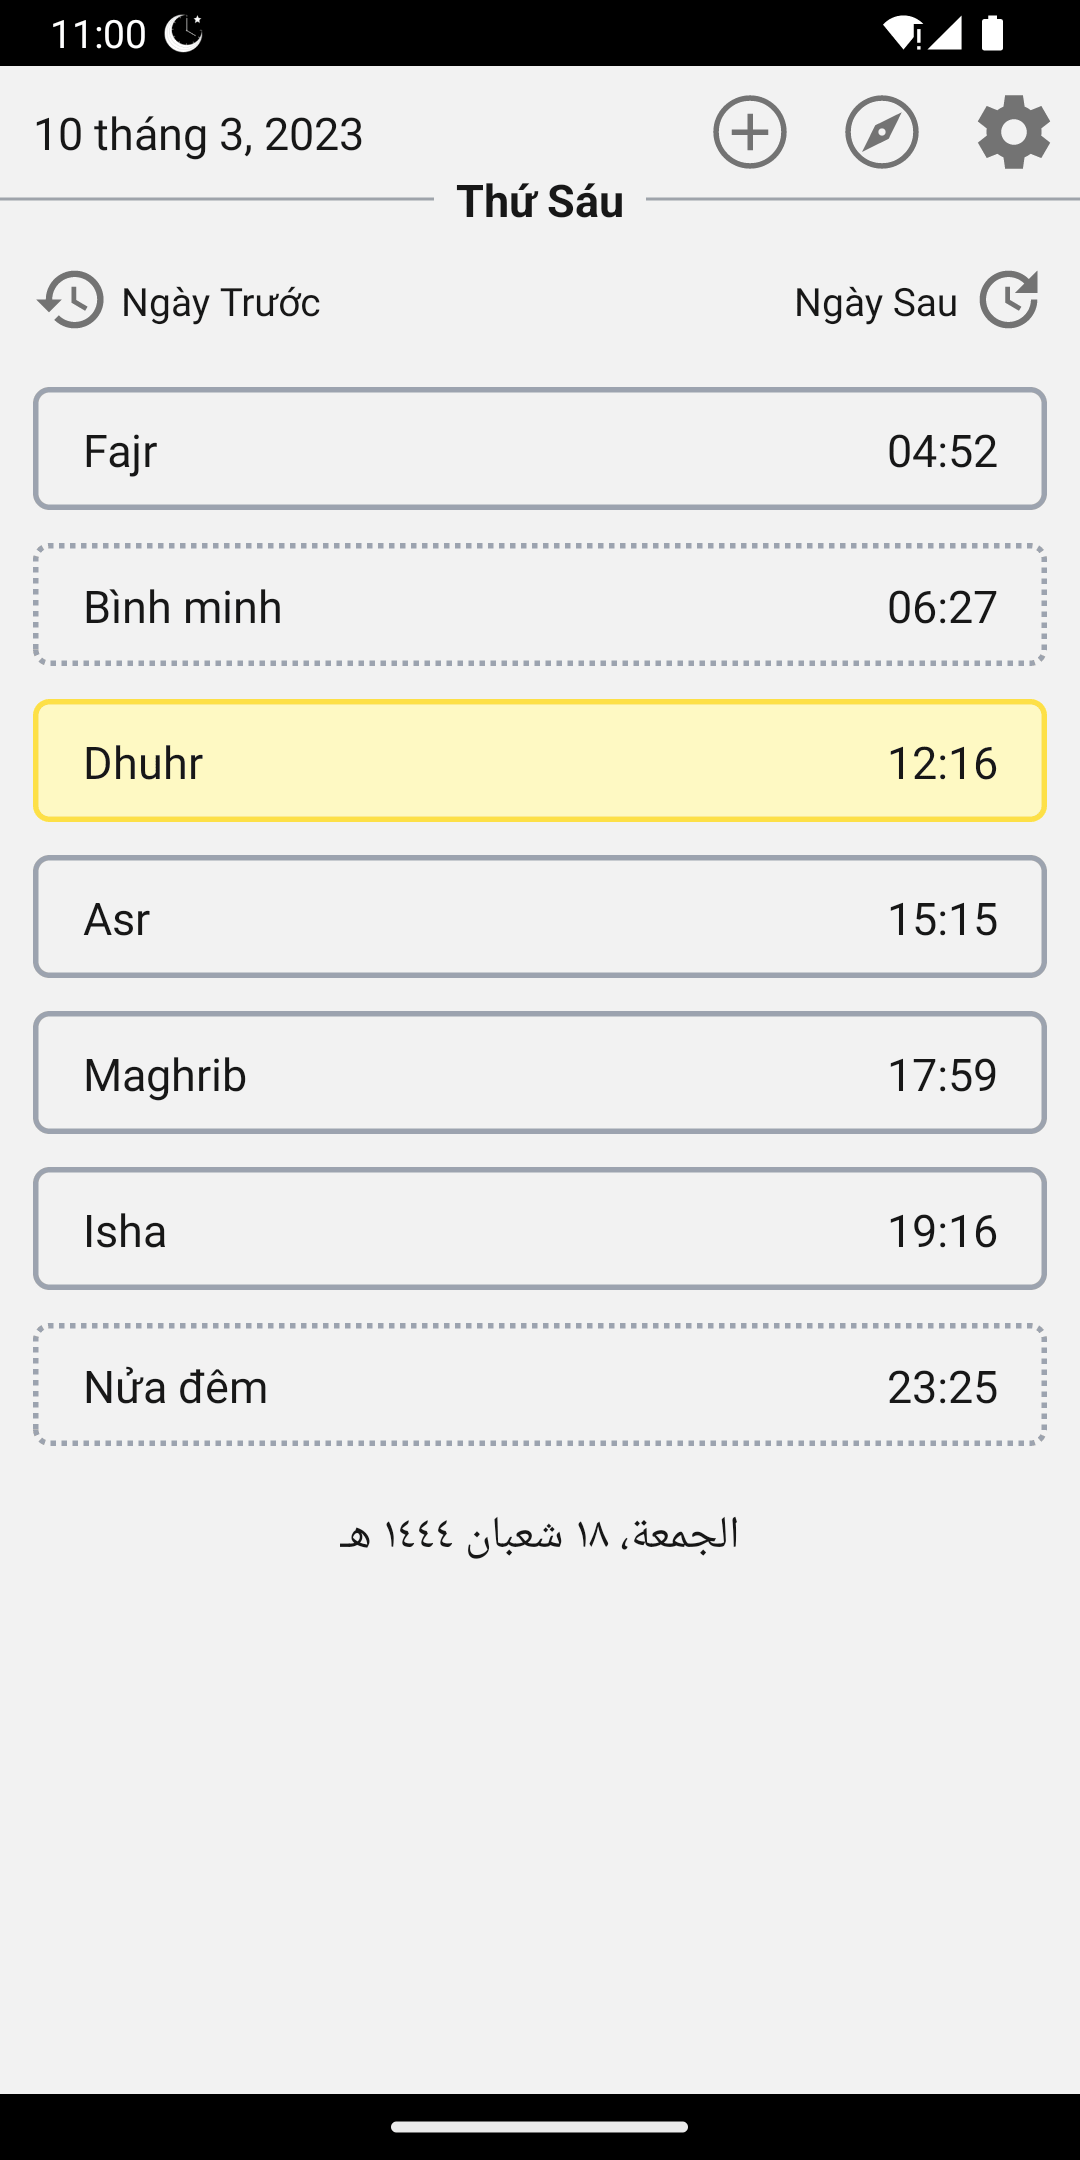 11:00
10 tháng 3, 2023
Thứ Sáu
Ngày Trước
Ngày Sau
Fajr 04:52
Bình minh 06:27
Dhuhr 12:16
Asr 15:15
Maghrib 17:59
Isha 19:16
Nửa đêm 23:25
الجمعة، ١٨ شعبان ١٤٤٤ هـ